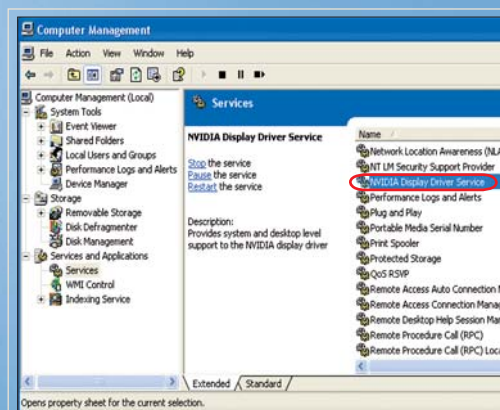 Computer Management
File Action View Window Help
Computer Management (Local)
System Tools
Event Viewer
Shared Folders
Local Users and Groups
Performance Logs and Alerts
Device Manager
Storage
Removable Storage
Disk Defragmenter
Disk Management
Services and Applications
Services
WMI Control
Indexing Service
Services
NVIDIA Display Driver Service
Stop the service
Pause the service
Restart the service
Description:
Provides system and desktop level
support to the NVIDIA display driver
Name
Network Location Awareness (NLA
NT LM Security Support Provider
NVIDIA Display Driver Service
Performance Logs and Alerts
Plug and Play
Portable Media Serial Number
Print Spooler
Protected Storage
QoS RSVP
Remote Access Auto Connection
Remote Access Connection Mana
Remote Desktop Help Session Mar
Remote Procedure Call (RPC)
Remote Procedure Call (RPC) Loca
Extended Standard
Opens property sheet for the current selection.